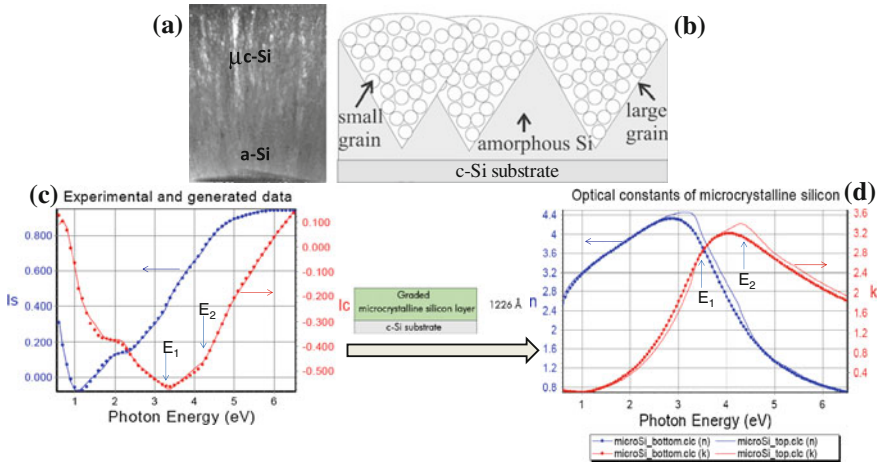 (a)
μc-Si
a-Si
(b)
small
grain
amorphous Si
large
grain
c-Si substrate
(c)
Experimental and generated data
0.800
0.600
0.400
0.200
0.000
Is
0.100
0.000
-0.100
-0.200
-0.300
-0.400
-0.500
Ic
E1
E2
1 2 3 4 5 6
Photon Energy (eV)
Graded
microcrystalline silicon layer
c-Si substrate
1226 Å
(d)
Optical constants of microcrystalline silicon
4.4
4
3.6
3.2
2.8
2.4
2
1.6
1.2
0.8
n
3.6
3.2
2.8
2.4
2
1.6
1.2
0.8
0.4
k
E1
E2
1 2 3 4 5 6
Photon Energy (eV)
microSi_bottom.clc (n) microSi_top.clc (n)
microSi_bottom.clc (k) microSi_top.clc (k)